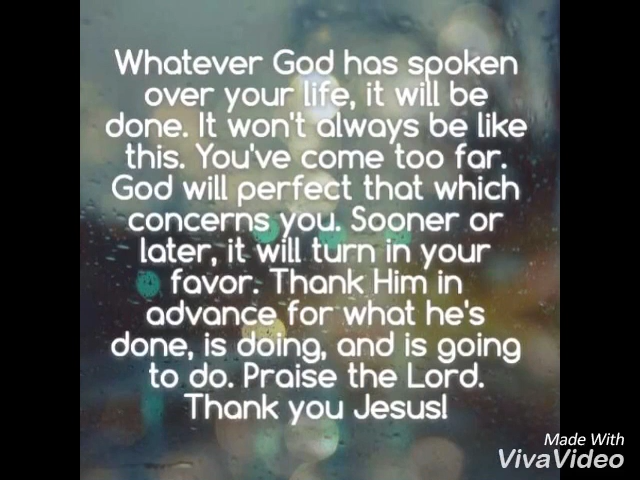 Whatever God has spoken
over your life, it will be
done. It won't always be like
this. You've come too far.
God will perfect that which
concerns you. Sooner or
later, it will turn in your
favor. Thank Him in
advance for what he's
done, is doing, and is going
to do. Praise the Lord.
Thank you Jesus!
Made With
VivaVideo